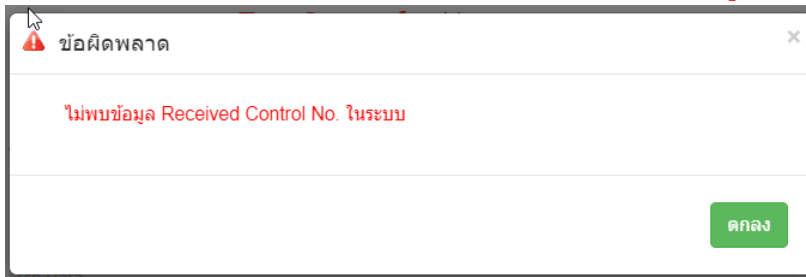 ข้อผิดพลาด
×
ไม่พบข้อมูล Received Control No. ในระบบ
ตกลง